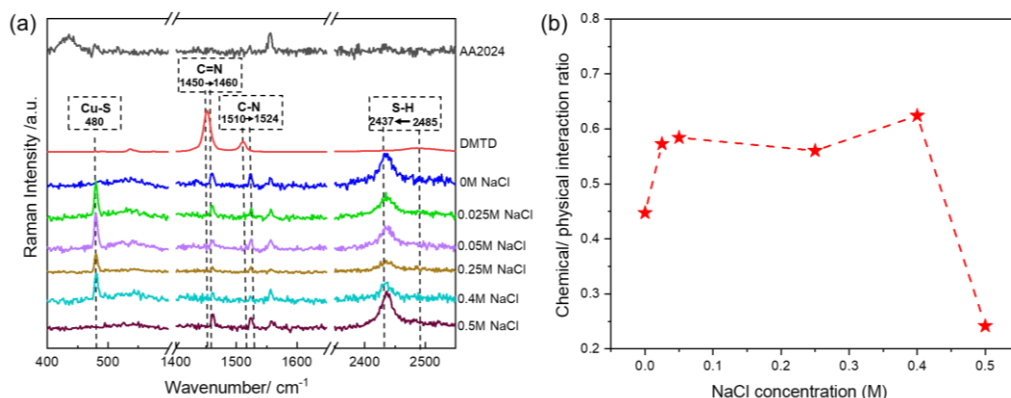 (a)
AA2024
C=N
1450→1460
C-N
1510→1524
Cu-S
480
S-H
2437←2485
DMTD
0M NaCl
0.025M NaCl
0.05M NaCl
0.25M NaCl
0.4M NaCl
0.5M NaCl
Raman Intensity /a.u.
400 500 1400 1500 1600 2400 2500
Wavenumber/ cm⁻¹
(b)
Chemical/ physical interaction ratio
0.8
0.7
0.6
0.5
0.4
0.3
0.2
0.0 0.1 0.2 0.3 0.4 0.5
NaCl concentration (M)